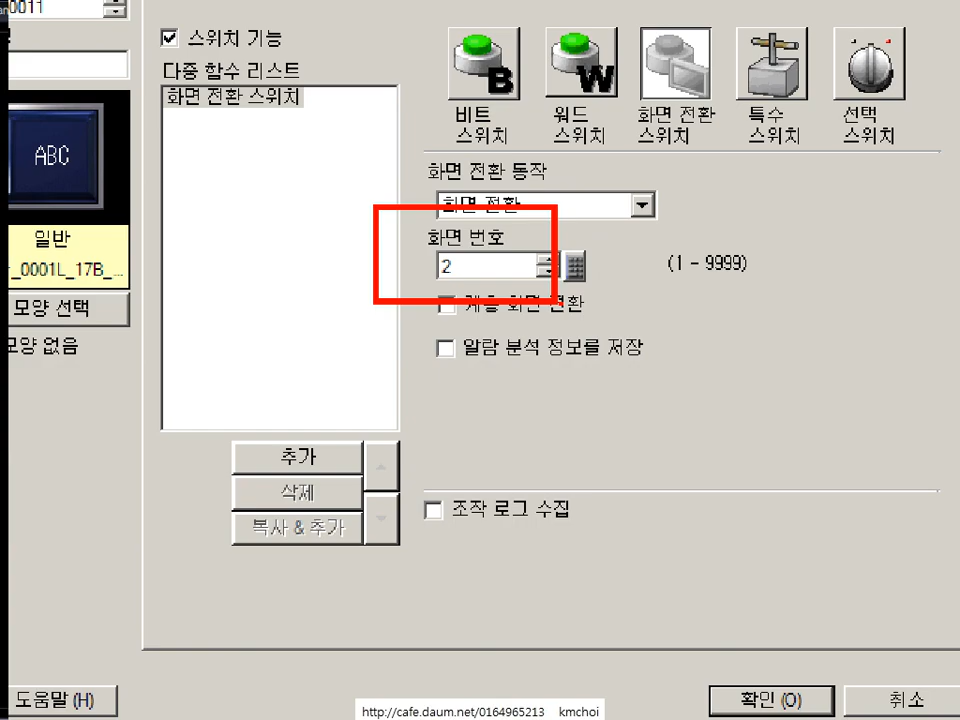 0011
스위치 기능
다중 함수 리스트
화면 전환 스위치
B
W
비트
스위치
워드
스위치
화면 전환
스위치
특수
스위치
선택
스위치
ABC
화면 전환 동작
화면 전환
화면 번호
2
(1 - 9999)
일반
_0001L_17B_...
모양 선택
모양 없음
계층 화면 전환
알람 분석 정보를 저장
추가
삭제
복사 & 추가
조작 로그 수집
도움말 (H)
확인 (O)
취소
http://cafe.daum.net/0164965213 kmchoi